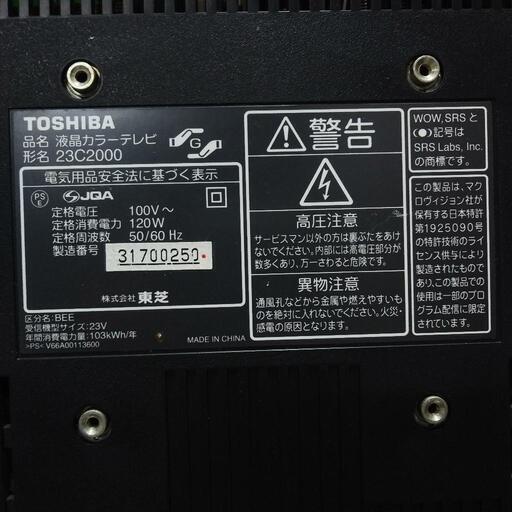 TOSHIBA
品名 液晶カラーテレビ
形名 23C2000
G
電気用品安全法に基づく表示
PS
E
JQA
定格電圧 100V～
定格消費電力 120W
定格周波数 50/60 Hz
製造番号 31700250
株式会社 東芝
区分名:BEE
受信機型サイズ:23V
年間消費電力量:103kWh/年
>PS< V66A00113600
MADE IN CHINA
警告
高圧注意
サービスマン以外の方は裏ぶたをあけ
ないでください。内部には高電圧部分が
数多くあり、万一さわると危険です。
異物注意
通風孔などから金属や燃えやすいもの
を絶対に入れないでください。火災・
感電の原因となります。
WOW, SRS と
(●)記号は
SRS Labs, Inc.
の商標です。
この製品は、マク
ロヴィジョン社が
保有する日本特許
第1925090号
の特許技術のライ
センス供与により
製造されます。
この製品での
使用は一部のプロ
グラム配信に限定
されます。